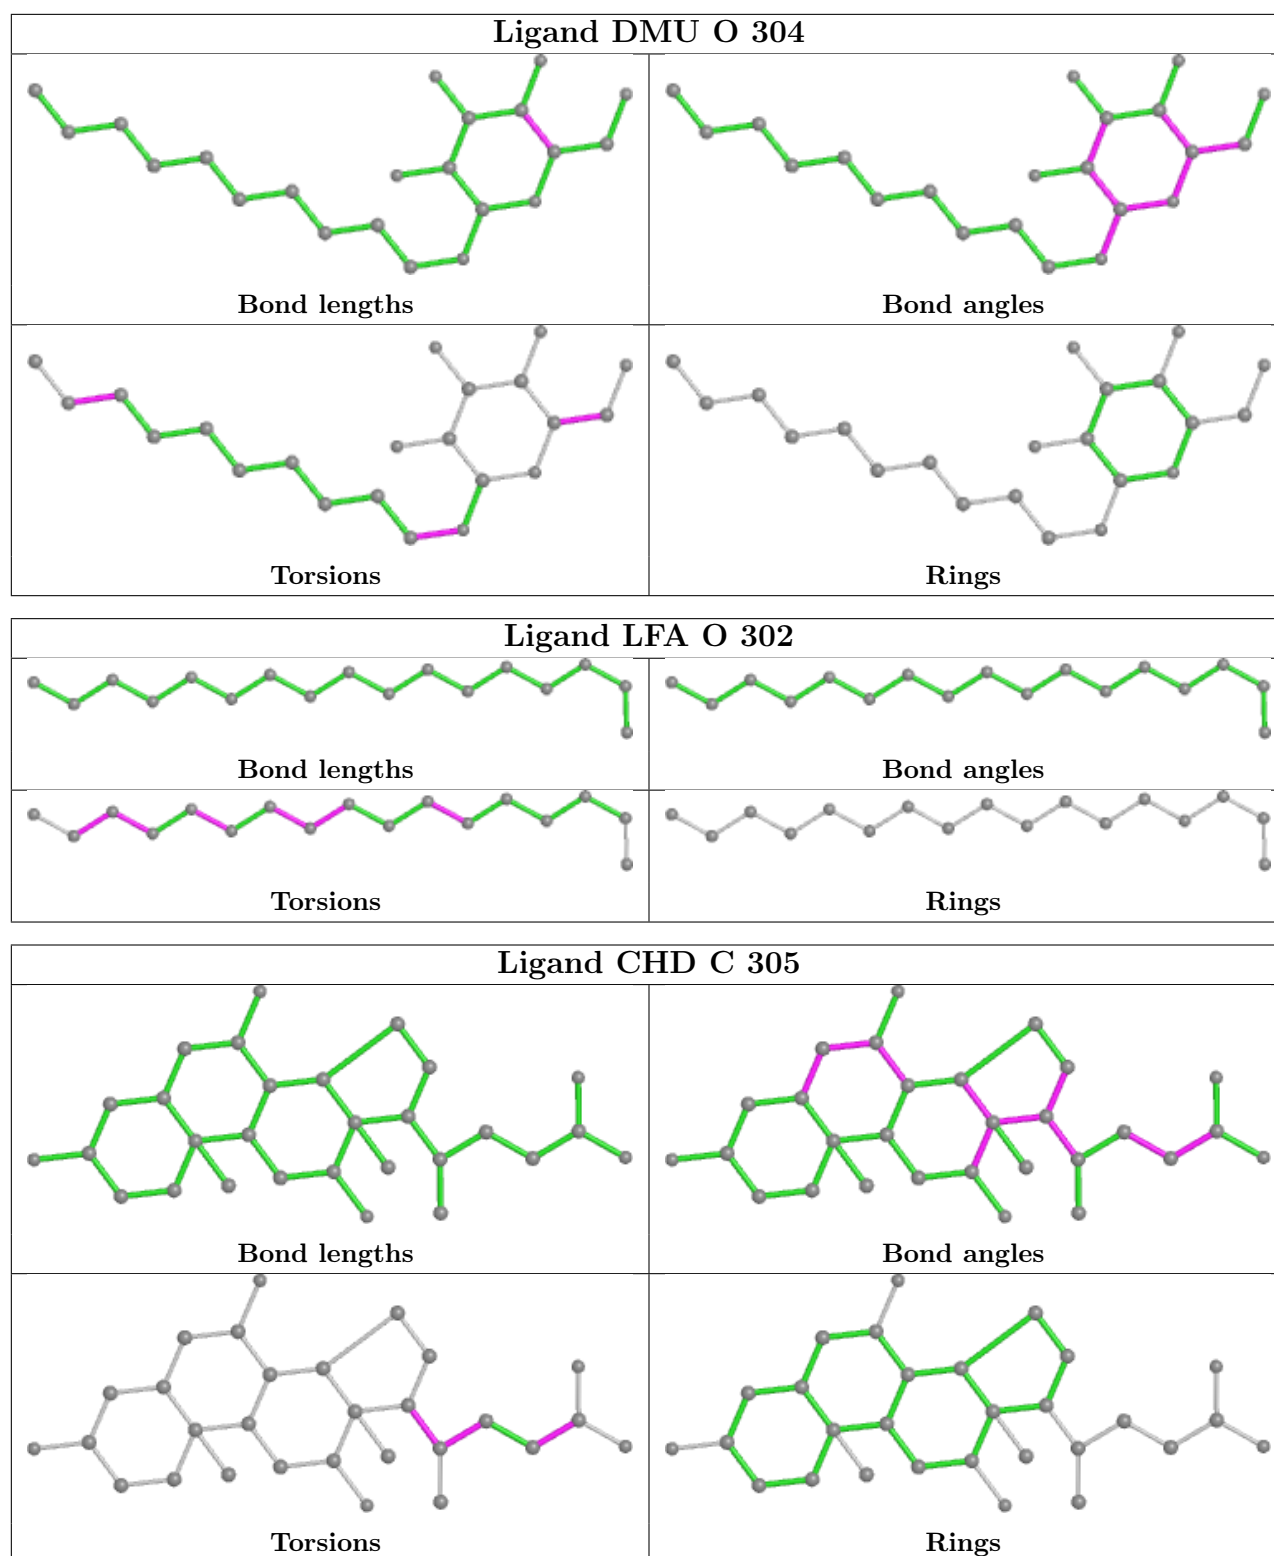 Ligand DMU O 304
Bond lengths
Bond angles
Torsions
Rings
Ligand LFA O 302
Bond lengths
Bond angles
Torsions
Rings
Ligand CHD C 305
Bond lengths
Bond angles
Torsions
Rings